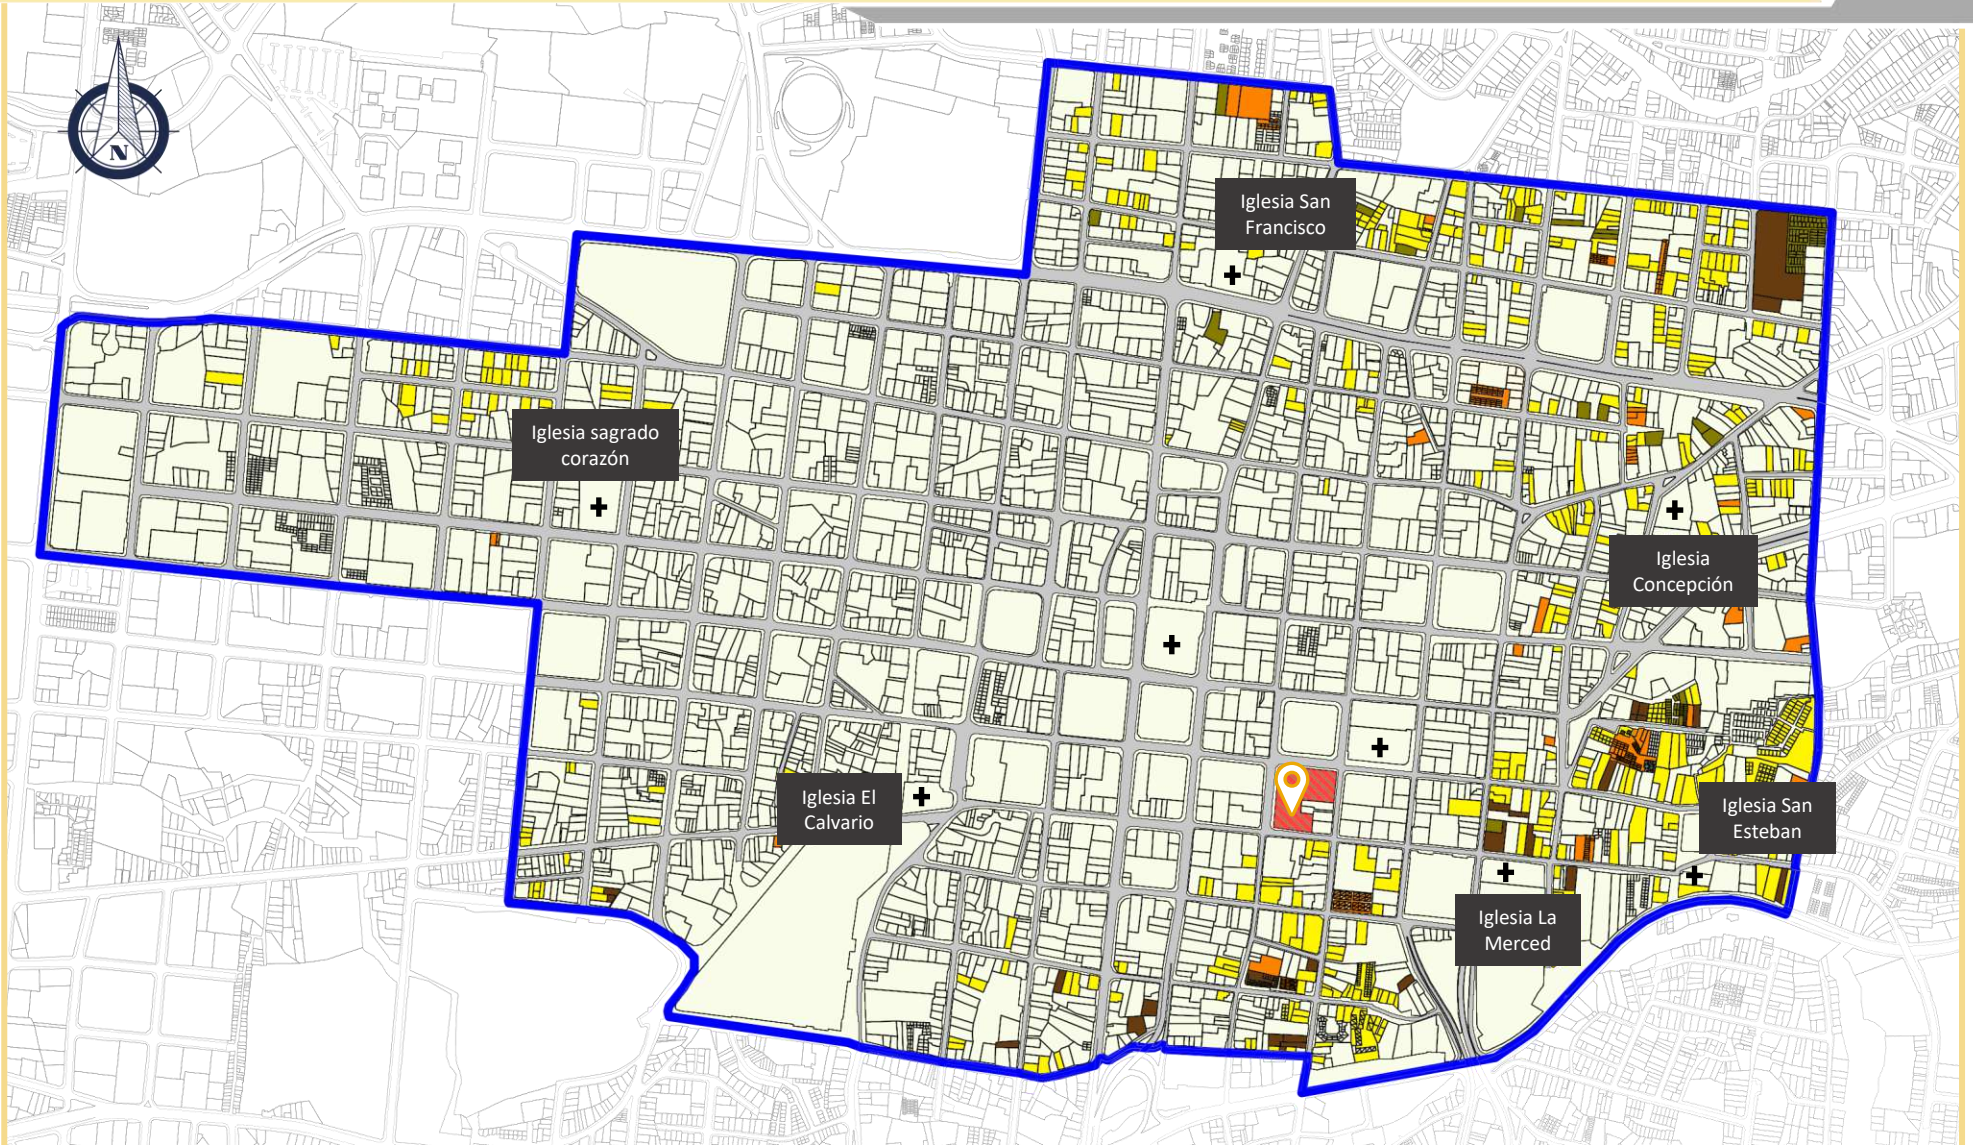 N
Iglesia San
Francisco
Iglesia sagrado
corazón
Iglesia
Concepción
Iglesia El
Calvario
Iglesia San
Esteban
Iglesia La
Merced